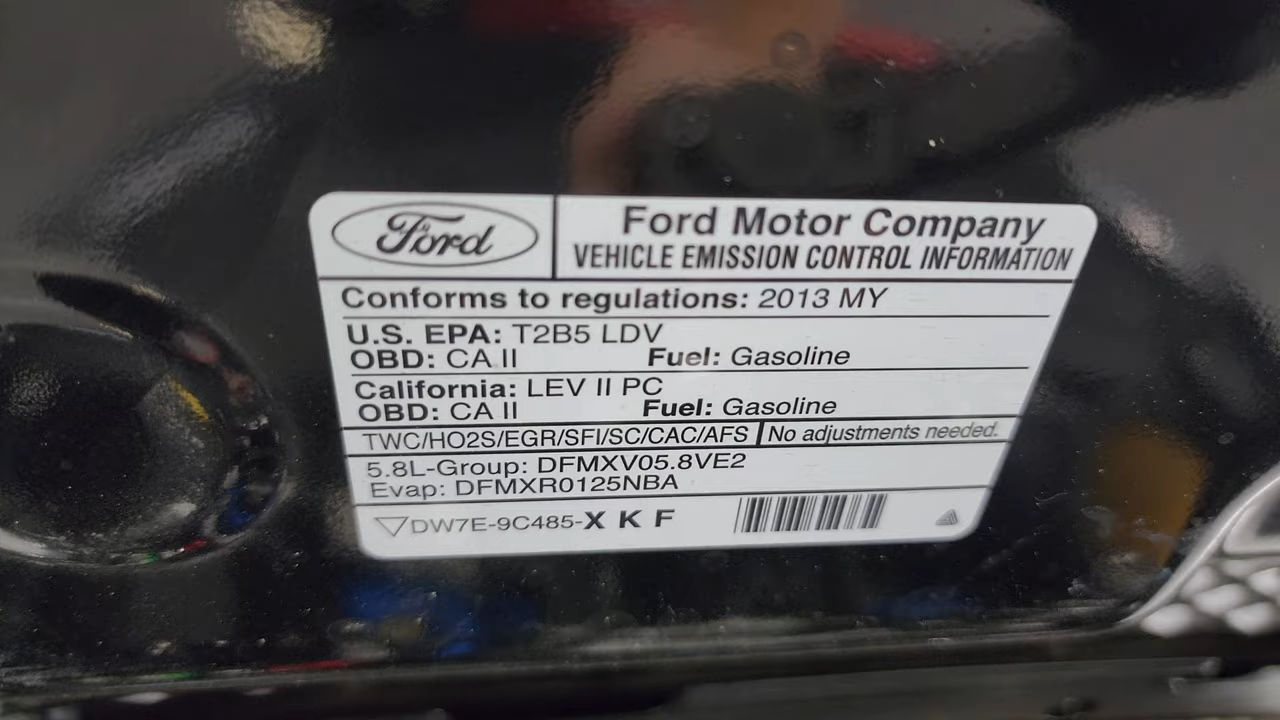 Ford
Ford Motor Company
VEHICLE EMISSION CONTROL INFORMATION
Conforms to regulations: 2013 MY
U.S. EPA: T2B5 LDV
OBD: CA II Fuel: Gasoline
California: LEV II PC
OBD: CA II Fuel: Gasoline
TWC/HO2S/EGR/SFI/SC/CAC/AFS No adjustments needed.
5.8L-Group: DFMXV05.8VE2
Evap: DFMXR0125NBA
DW7E-9C485-X K F